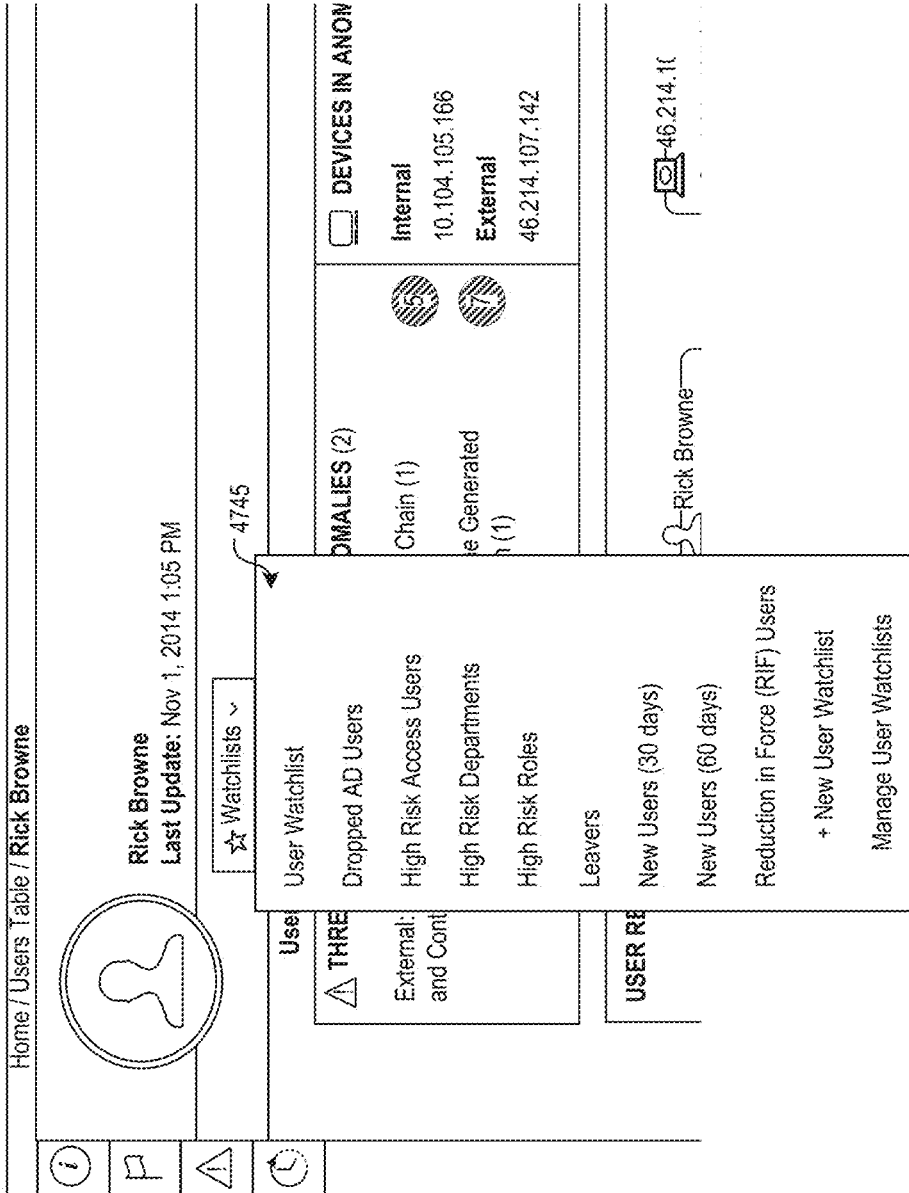 Home / Users Table / Rick Browne
Rick Browne
Last Update: Nov 1, 2014 1:05 PM
Watchlists
4745
User Watchlist
Dropped AD Users
High Risk Access Users
High Risk Departments
High Risk Roles
Leavers
New Users (30 days)
New Users (60 days)
Reduction in Force (RIF) Users
+ New User Watchlist
Manage User Watchlists
User
THRE
External:
and Cont
OMALIES (2)
Chain (1)
5
e Generated
(1)
7
DEVICES IN ANOM
Internal
10.104.105.166
External
46.214.107.142
USER RE
Rick Browne
46.214.1